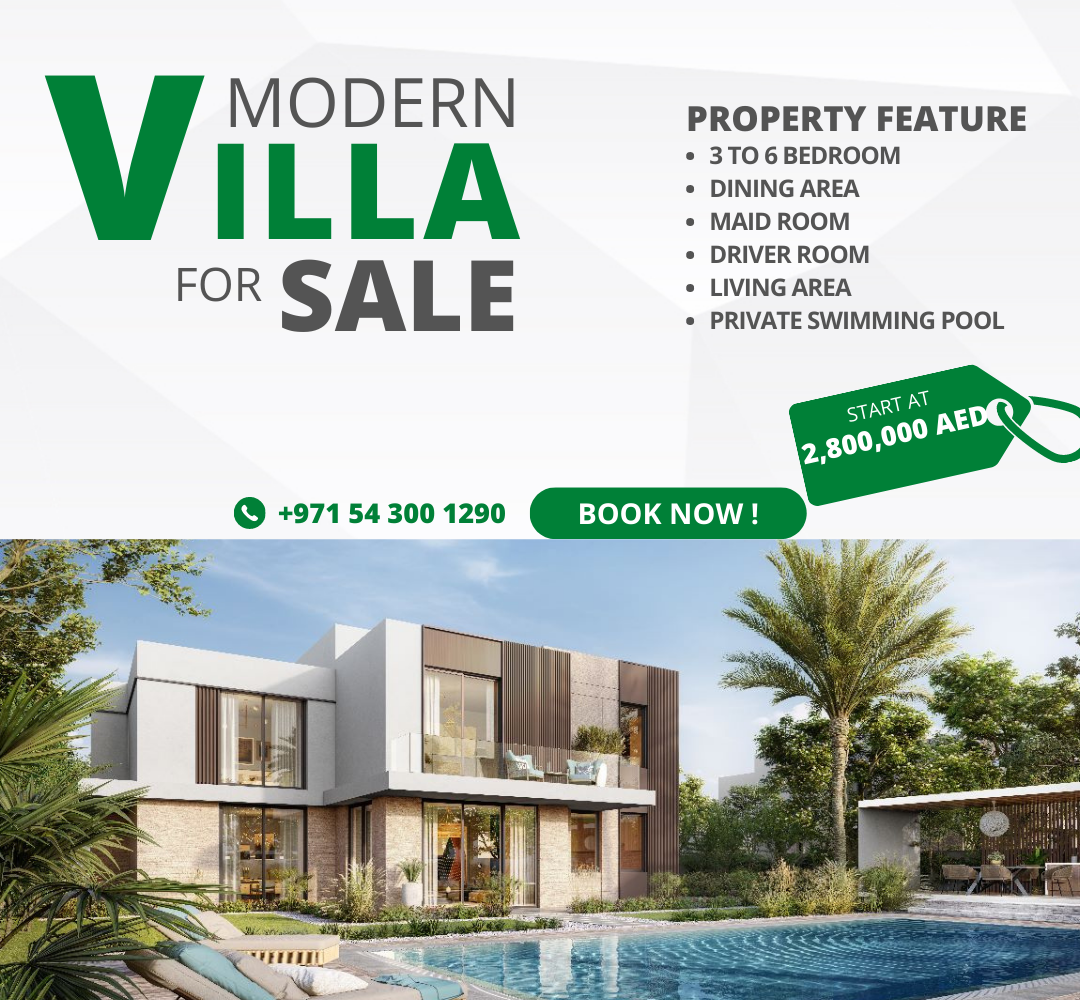 MODERN
VILLA
FOR SALE
PROPERTY FEATURE
• 3 TO 6 BEDROOM
• DINING AREA
• MAID ROOM
• DRIVER ROOM
• LIVING AREA
• PRIVATE SWIMMING POOL
START AT
2,800,000 AED
+971 54 300 1290
BOOK NOW !